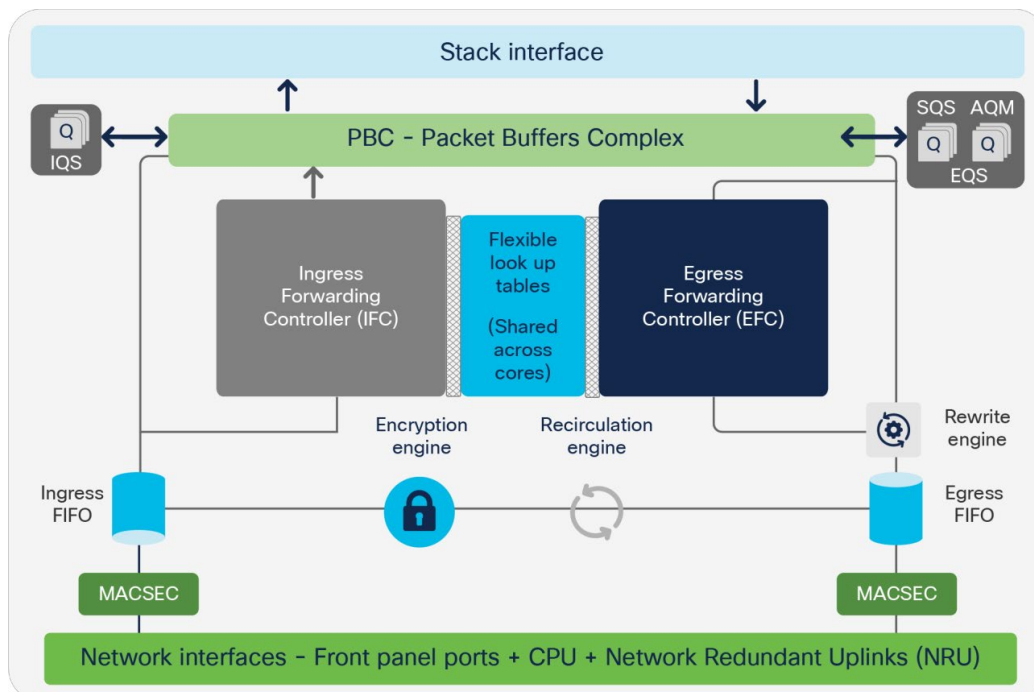 Stack interface
Q
IQS
PBC - Packet Buffers Complex
SQS AQM
Q Q
EQS
Ingress
Forwarding
Controller (IFC)
Flexible
look up
tables
(Shared
across
cores)
Egress
Forwarding
Controller (EFC)
Encryption
engine
Recirculation
engine
Rewrite
engine
Ingress
FIFO
Egress
FIFO
MACSEC
MACSEC
Network interfaces - Front panel ports + CPU + Network Redundant Uplinks (NRU)